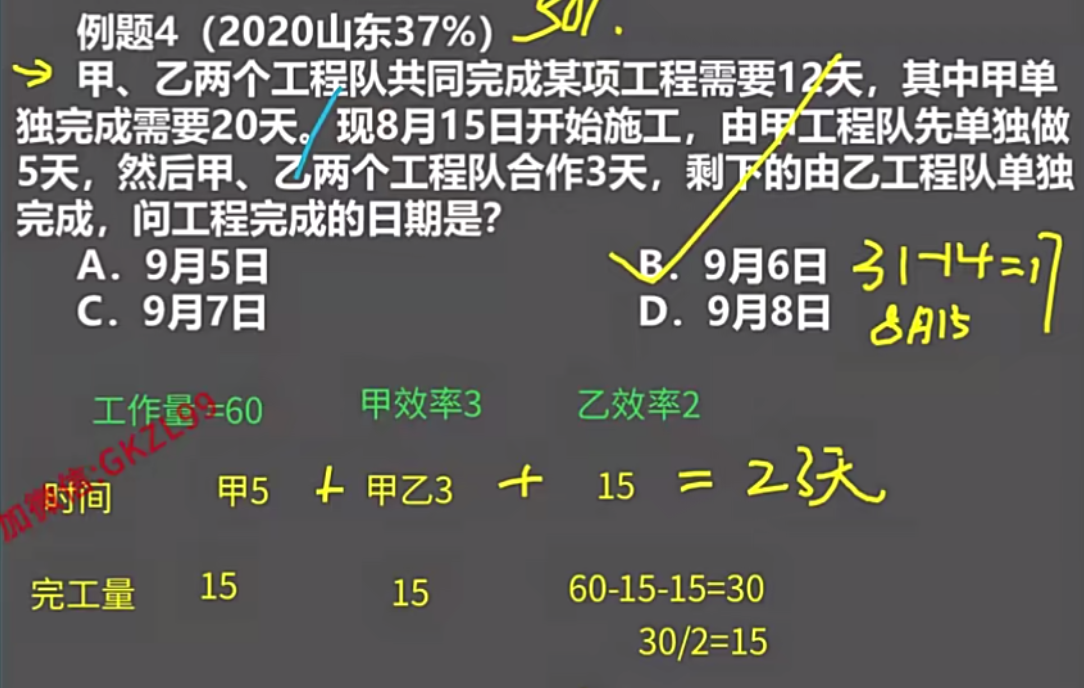 例题4（2020山东37%） 50%.
→ 甲、乙两个工程队共同完成某项工程需要12天，其中甲单
独完成需要20天。现8月15日开始施工，由甲工程队先单独做
5天，然后甲、乙两个工程队合作3天，剩下的由乙工程队单独
完成，问工程完成的日期是？
A．9月5日 B．9月6日 31-14=17
C．9月7日 D．9月8日 8月15
工作量=60 甲效率3 乙效率2
加微信:GKZL99
时间 甲5 + 甲乙3 + 15 = 23天
完工量 15 15 60-15-15=30
30/2=15